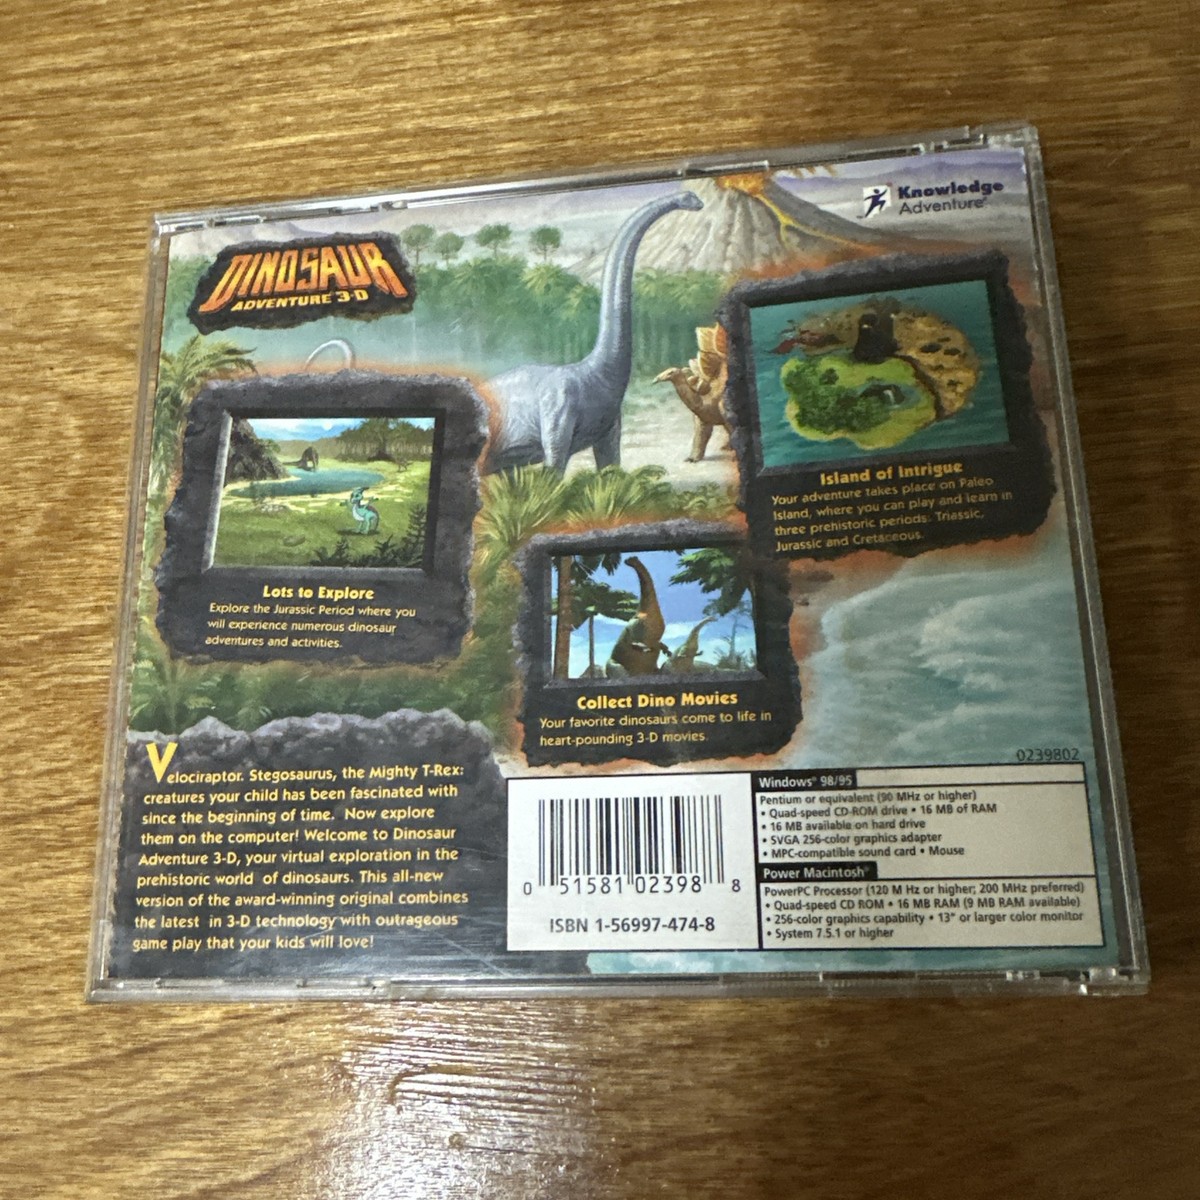 Knowledge
Adventure®
DINOSAUR
ADVENTURE 3-D
Island of Intrigue
Your adventure takes place on Paleo
Island, where you can play and learn in
three prehistoric periods: Triassic,
Jurassic and Cretaceous.
Lots to Explore
Explore the Jurassic Period where you
will experience numerous dinosaur
adventures and activities.
Collect Dino Movies
Your favorite dinosaurs come to life in
heart-pounding 3-D movies.
Velociraptor. Stegosaurus, the Mighty T-Rex:
creatures your child has been fascinated with
since the beginning of time. Now explore
them on the computer! Welcome to Dinosaur
Adventure 3-D, your virtual exploration in the
prehistoric world of dinosaurs. This all-new
version of the award-winning original combines
the latest in 3-D technology with outrageous
game play that your kids will love!
0239802
0 51581 02398 8
ISBN 1-56997-474-8
Windows® 98/95
Pentium or equivalent (90 MHz or higher)
• Quad-speed CD-ROM drive • 16 MB of RAM
• 16 MB available on hard drive
• SVGA 256-color graphics adapter
• MPC-compatible sound card • Mouse
Power Macintosh®
PowerPC Processor (120 M Hz or higher; 200 MHz preferred)
• Quad-speed CD ROM • 16 MB RAM (9 MB RAM available)
• 256-color graphics capability • 13" or larger color monitor
• System 7.5.1 or higher